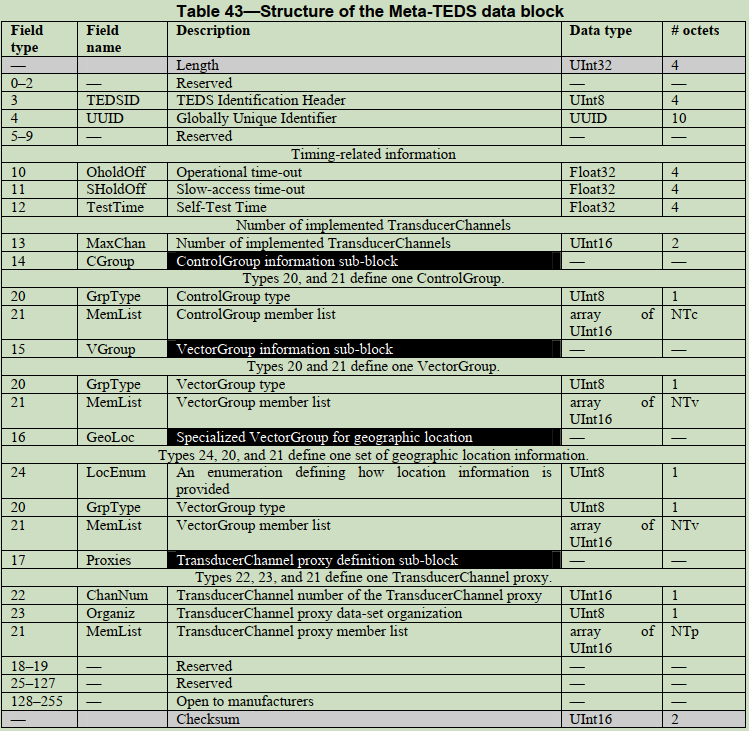 Table 43—Structure of the Meta-TEDS data block
Field type Field name Description Data type # octets
— Length UInt32 4
0–2 — Reserved — —
3 TEDSID TEDS Identification Header UInt8 4
4 UUID Globally Unique Identifier UUID 10
5–9 — Reserved — —
Timing-related information
10 OholdOff Operational time-out Float32 4
11 SHoldOff Slow-access time-out Float32 4
12 TestTime Self-Test Time Float32 4
Number of implemented TransducerChannels
13 MaxChan Number of implemented TransducerChannels UInt16 2
14 CGroup ControlGroup information sub-block — —
Types 20, and 21 define one ControlGroup.
20 GrpType ControlGroup type UInt8 1
21 MemList ControlGroup member list array of UInt16 NTc
15 VGroup VectorGroup information sub-block — —
Types 20 and 21 define one VectorGroup.
20 GrpType VectorGroup type UInt8 1
21 MemList VectorGroup member list array of UInt16 NTv
16 GeoLoc Specialized VectorGroup for geographic location — —
Types 24, 20, and 21 define one set of geographic location information.
24 LocEnum An enumeration defining how location information is provided UInt8 1
20 GrpType VectorGroup type UInt8 1
21 MemList VectorGroup member list array of UInt16 NTv
17 Proxies TransducerChannel proxy definition sub-block — —
Types 22, 23, and 21 define one TransducerChannel proxy.
22 ChanNum TransducerChannel number of the TransducerChannel proxy UInt16 1
23 Organiz TransducerChannel proxy data-set organization UInt8 1
21 MemList TransducerChannel proxy member list array of UInt16 NTp
18–19 — Reserved — —
25–127 — Reserved — —
128–255 — Open to manufacturers — —
— Checksum UInt16 2